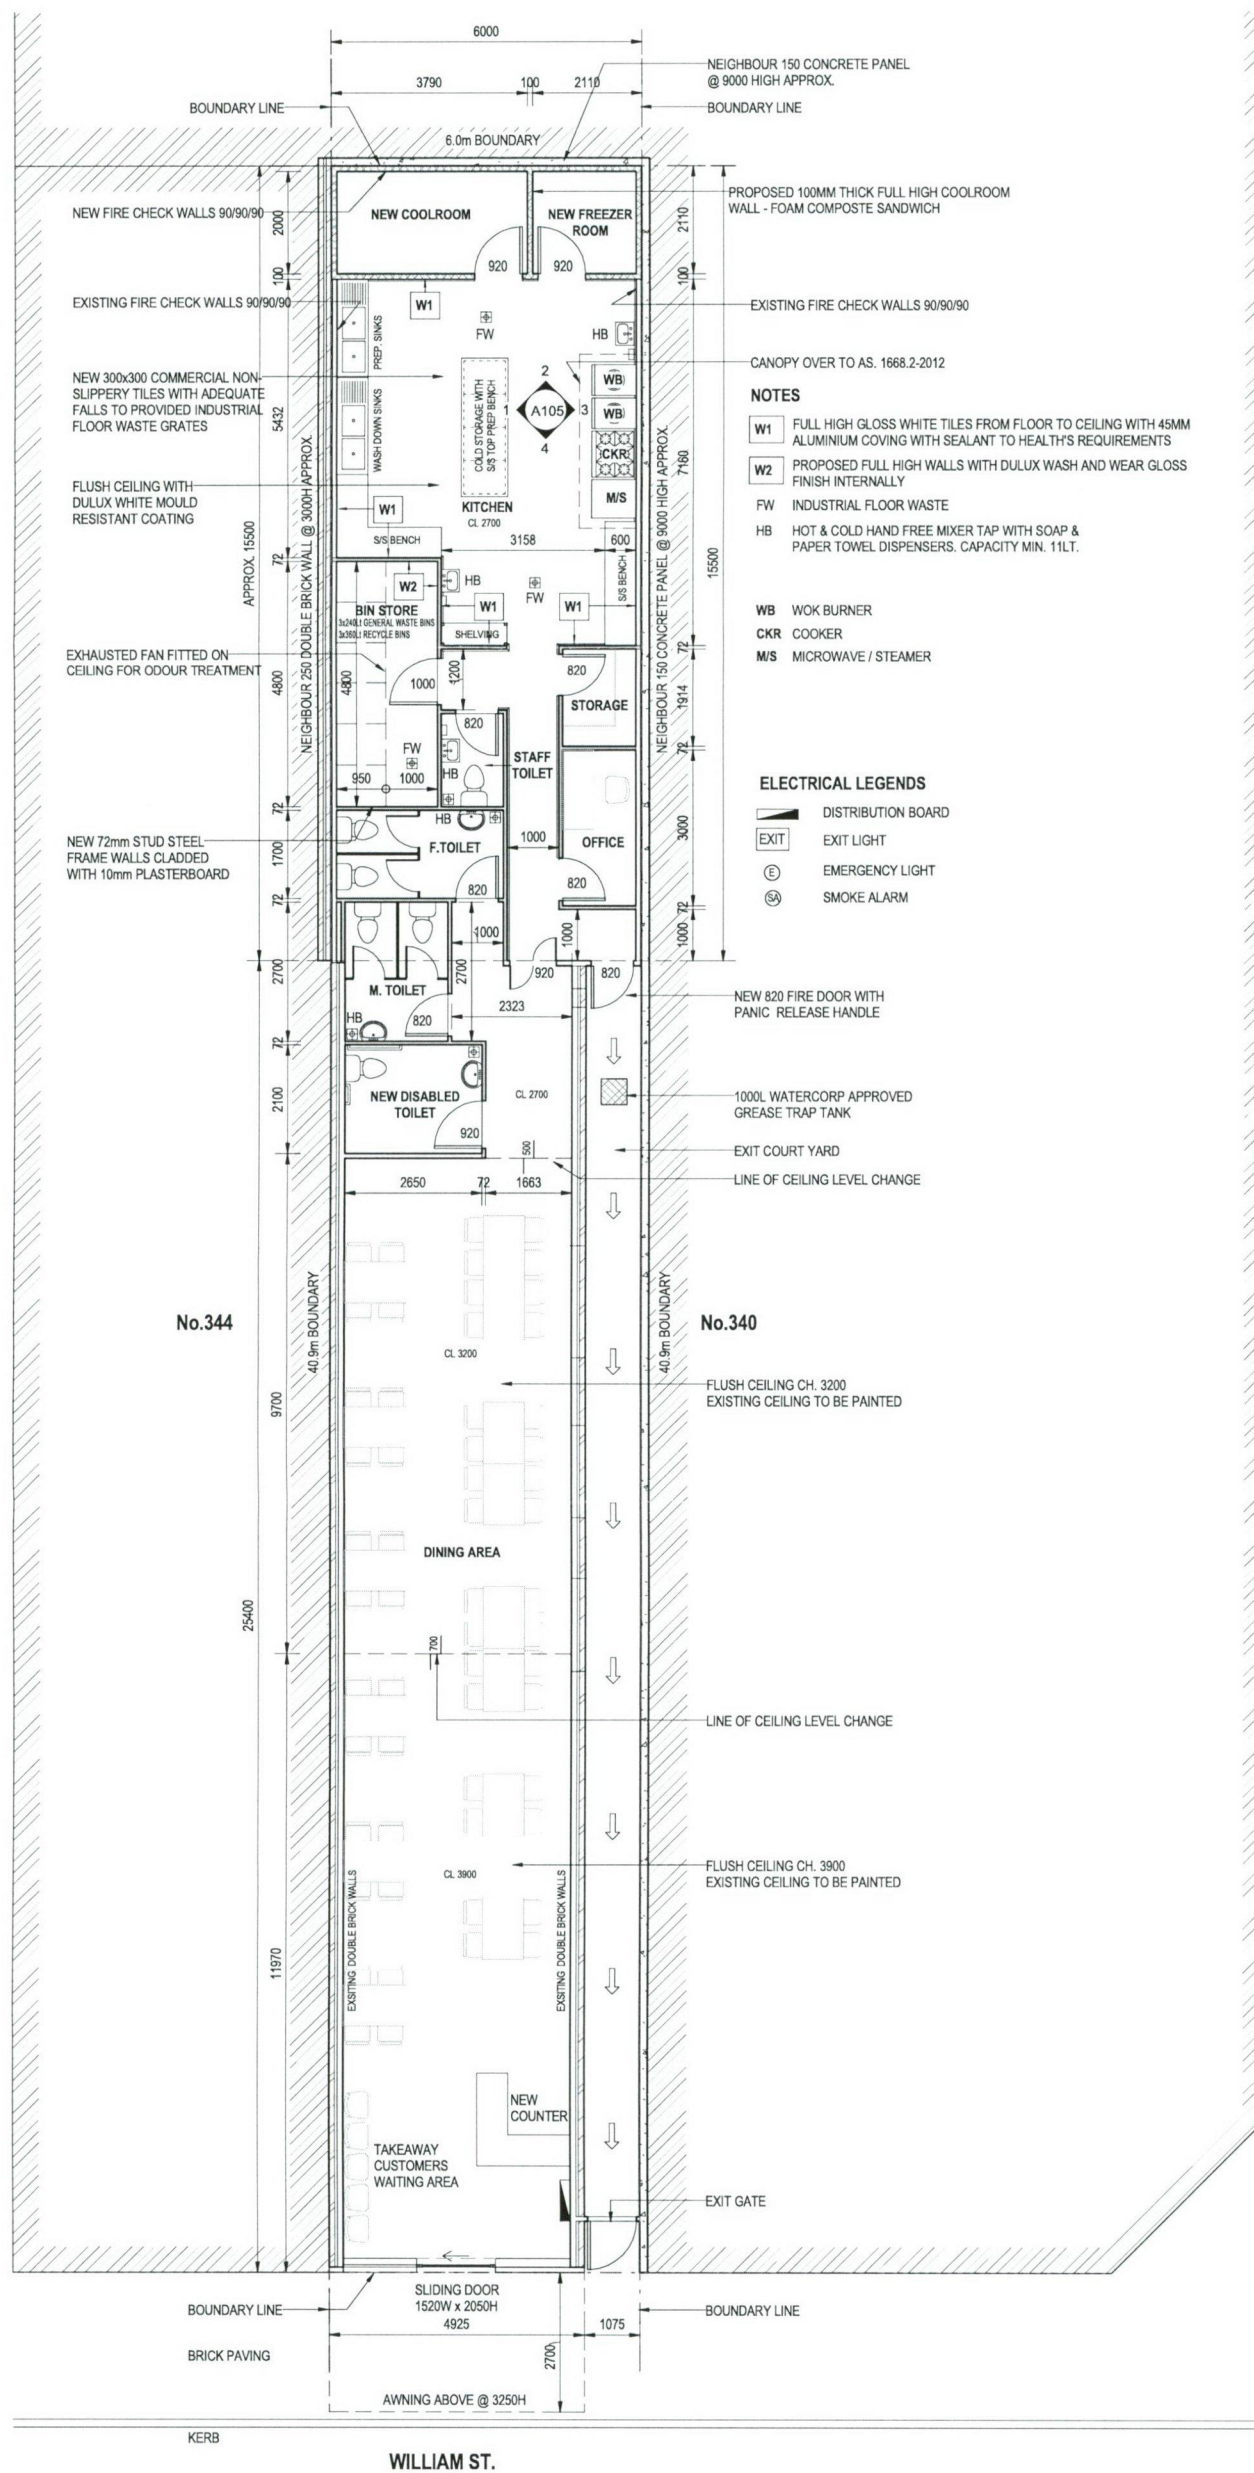 6000
3790
100
2110
NEIGHBOUR 150 CONCRETE PANEL
@ 9000 HIGH APPROX.
BOUNDARY LINE
BOUNDARY LINE
6.0m BOUNDARY
NEW FIRE CHECK WALLS 90/90/90
2000
NEW COOLROOM
NEW FREEZER
ROOM
2110
PROPOSED 100MM THICK FULL HIGH COOLROOM
WALL - FOAM COMPOSTE SANDWICH
920
920
100
100
EXISTING FIRE CHECK WALLS 90/90/90
W1
FW
HB
EXISTING FIRE CHECK WALLS 90/90/90
PREP. SINKS
CANOPY OVER TO AS. 1668.2-2012
NEW 300x300 COMMERCIAL NON-
SLIPPERY TILES WITH ADEQUATE
FALLS TO PROVIDED INDUSTRIAL
FLOOR WASTE GRATES
5432
WASH DOWN SINKS
COLD STORAGE WITH
S/S TOP PREP BENCH
2
1
A105
3
4
WB
WB
CKR
M/S
7160
NOTES
W1
FULL HIGH GLOSS WHITE TILES FROM FLOOR TO CEILING WITH 45MM
ALUMINIUM COVING WITH SEALANT TO HEALTH'S REQUIREMENTS
W2
PROPOSED FULL HIGH WALLS WITH DULUX WASH AND WEAR GLOSS
FINISH INTERNALLY
FW
INDUSTRIAL FLOOR WASTE
HB
HOT & COLD HAND FREE MIXER TAP WITH SOAP &
PAPER TOWEL DISPENSERS. CAPACITY MIN. 11LT.
WB
WOK BURNER
CKR
COOKER
M/S
MICROWAVE / STEAMER
FLUSH CEILING WITH
DULUX WHITE MOULD
RESISTANT COATING
APPROX. 15500
NEIGHBOUR 250 DOUBLE BRICK WALL @ 3000H APPROX.
NEIGHBOUR 150 CONCRETE PANEL @ 9000 HIGH APPROX.
15500
KITCHEN
CL 2700
W1
S/S BENCH
3158
600
72
S/S BENCH
W2
HB
FW
W1
W1
BIN STORE
3x240Lt GENERAL WASTE BINS
3x360Lt RECYCLE BINS
SHELVING
72
EXHAUSTED FAN FITTED ON
CEILING FOR ODOUR TREATMENT
4800
4800
1000
1200
820
STORAGE
1914
820
FW
HB
STAFF
TOILET
72
950
1000
72
NEW 72mm STUD STEEL
FRAME WALLS CLADDED
WITH 10mm PLASTERBOARD
HB
F.TOILET
1700
1000
OFFICE
3000
820
820
72
72
1000
1000
1000
ELECTRICAL LEGENDS
DISTRIBUTION BOARD
EXIT
EXIT LIGHT
E
EMERGENCY LIGHT
SA
SMOKE ALARM
2700
2700
920
820
M. TOILET
HB
820
2323
NEW 820 FIRE DOOR WITH
PANIC RELEASE HANDLE
72
2100
NEW DISABLED
TOILET
CL 2700
920
1000L WATERCORP APPROVED
GREASE TRAP TANK
EXIT COURT YARD
500
LINE OF CEILING LEVEL CHANGE
2650
72
1663
40.9m BOUNDARY
40.9m BOUNDARY
No.344
No.340
CL 3200
FLUSH CEILING CH. 3200
EXISTING CEILING TO BE PAINTED
9700
DINING AREA
25400
700
LINE OF CEILING LEVEL CHANGE
CL 3900
FLUSH CEILING CH. 3900
EXISTING CEILING TO BE PAINTED
EXSITING DOUBLE BRICK WALLS
EXSITING DOUBLE BRICK WALLS
11970
NEW
COUNTER
TAKEAWAY
CUSTOMERS
WAITING AREA
EXIT GATE
SLIDING DOOR
1520W x 2050H
BOUNDARY LINE
BOUNDARY LINE
4925
1075
2700
BRICK PAVING
AWNING ABOVE @ 3250H
KERB
WILLIAM ST.